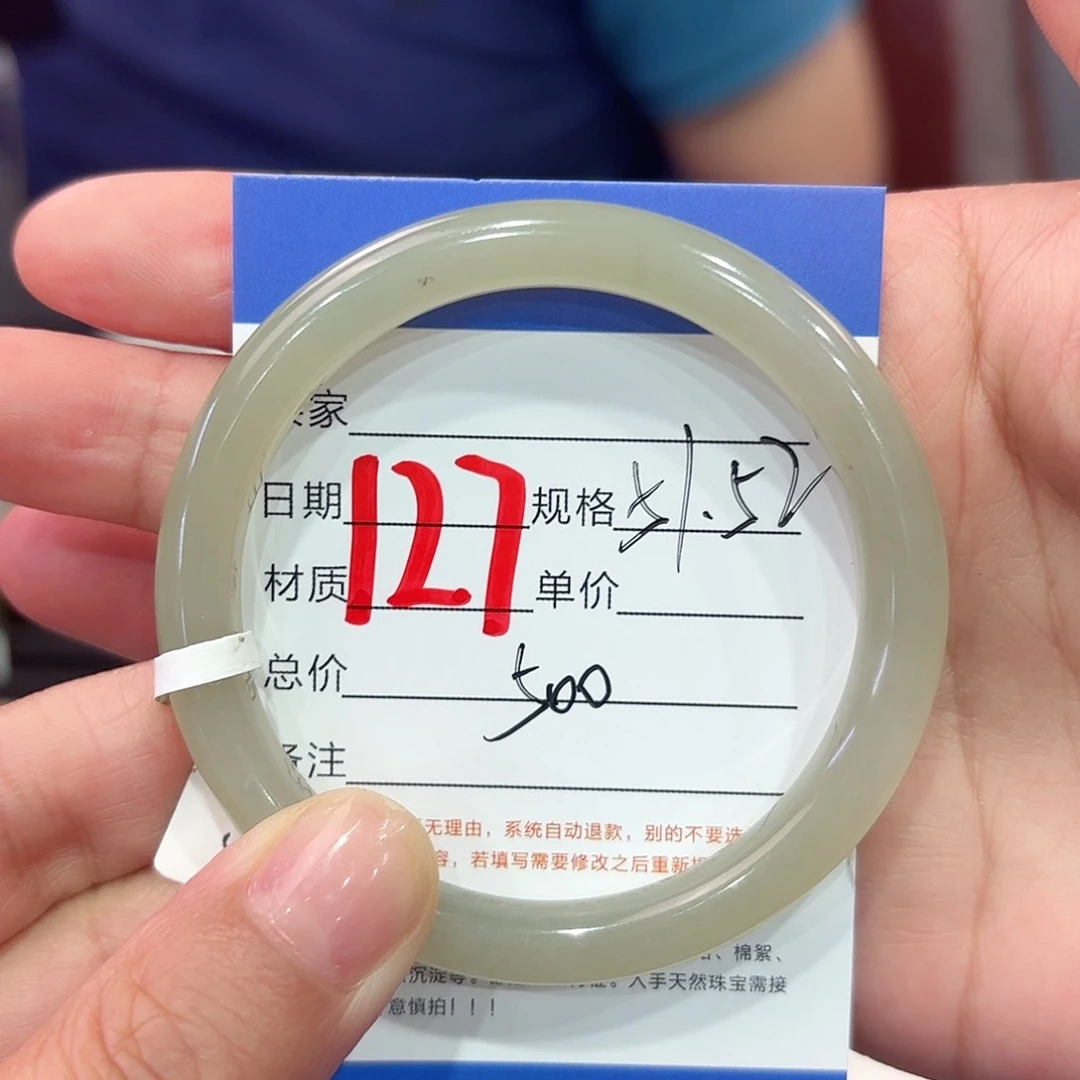 家
日期 127 规格 51.52
材质 单价
总价 500
备注
无理由，系统自动退款，别的不要选
容，若填写需要修改之后重新
、棉絮、
沉淀等。 入手天然珠宝需接
意慎拍！！！